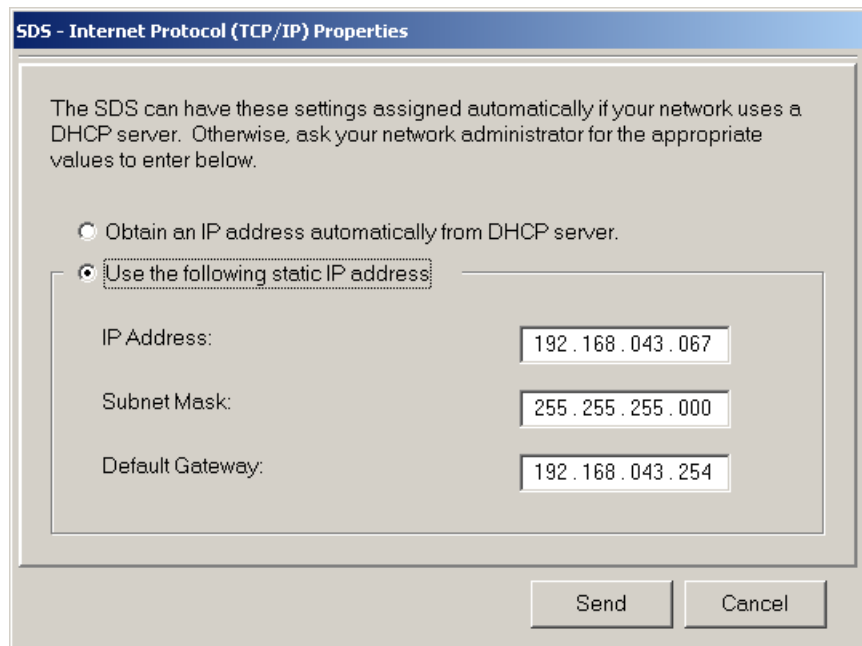 SDS - Internet Protocol (TCP/IP) Properties
The SDS can have these settings assigned automatically if your network uses a
DHCP server. Otherwise, ask your network administrator for the appropriate
values to enter below.
Obtain an IP address automatically from DHCP server.
Use the following static IP address
IP Address: 192 . 168 . 043 . 067
Subnet Mask: 255 . 255 . 255 . 000
Default Gateway: 192 . 168 . 043 . 254
Send Cancel